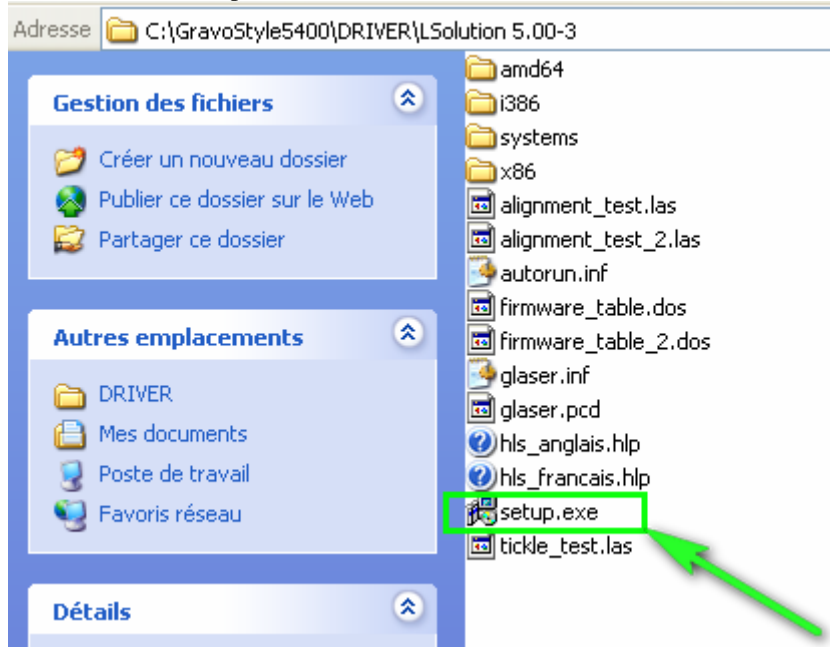 Adresse C:\GravoStyle5400\DRIVER\LSolution 5.00-3
Gestion des fichiers
Créer un nouveau dossier
Publier ce dossier sur le Web
Partager ce dossier
Autres emplacements
DRIVER
Mes documents
Poste de travail
Favoris réseau
Détails
amd64
i386
systems
x86
alignment_test.las
alignment_test_2.las
autorun.inf
firmware_table.dos
firmware_table_2.dos
glaser.inf
glaser.pcd
hls_anglais.hlp
hls_francais.hlp
setup.exe
tickle_test.las